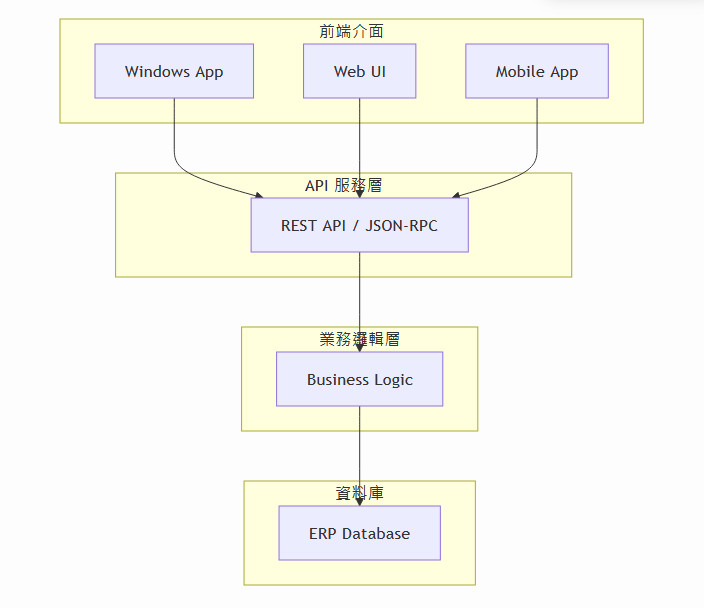 前端介面
Windows App
Web UI
Mobile App
API 服務層
REST API / JSON-RPC
業務邏輯層
Business Logic
資料庫
ERP Database